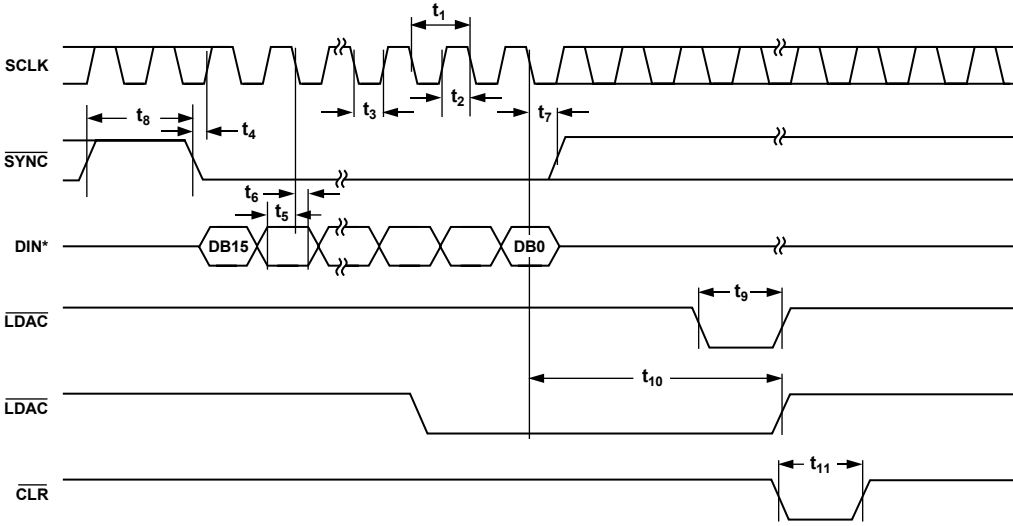 t1
SCLK
t3
t2
t7
t8
t4
SYNC
t6
t5
DIN*
DB15
DB0
t9
LDAC
t10
LDAC
t11
CLR